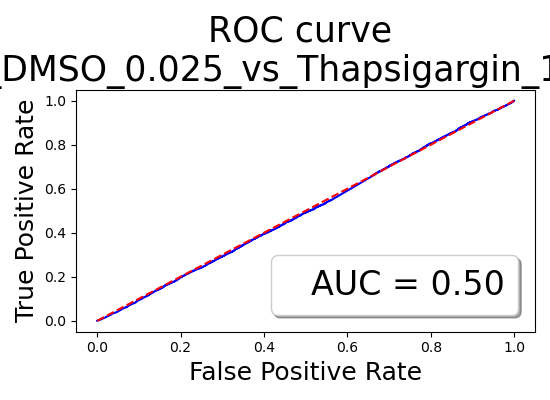 ROC curve
_DMSO_0.025_vs_Thapsigargin_1
True Positive Rate
1.0
0.8
0.6
0.4
0.2
0.0
AUC = 0.50
0.0 0.2 0.4 0.6 0.8 1.0
False Positive Rate